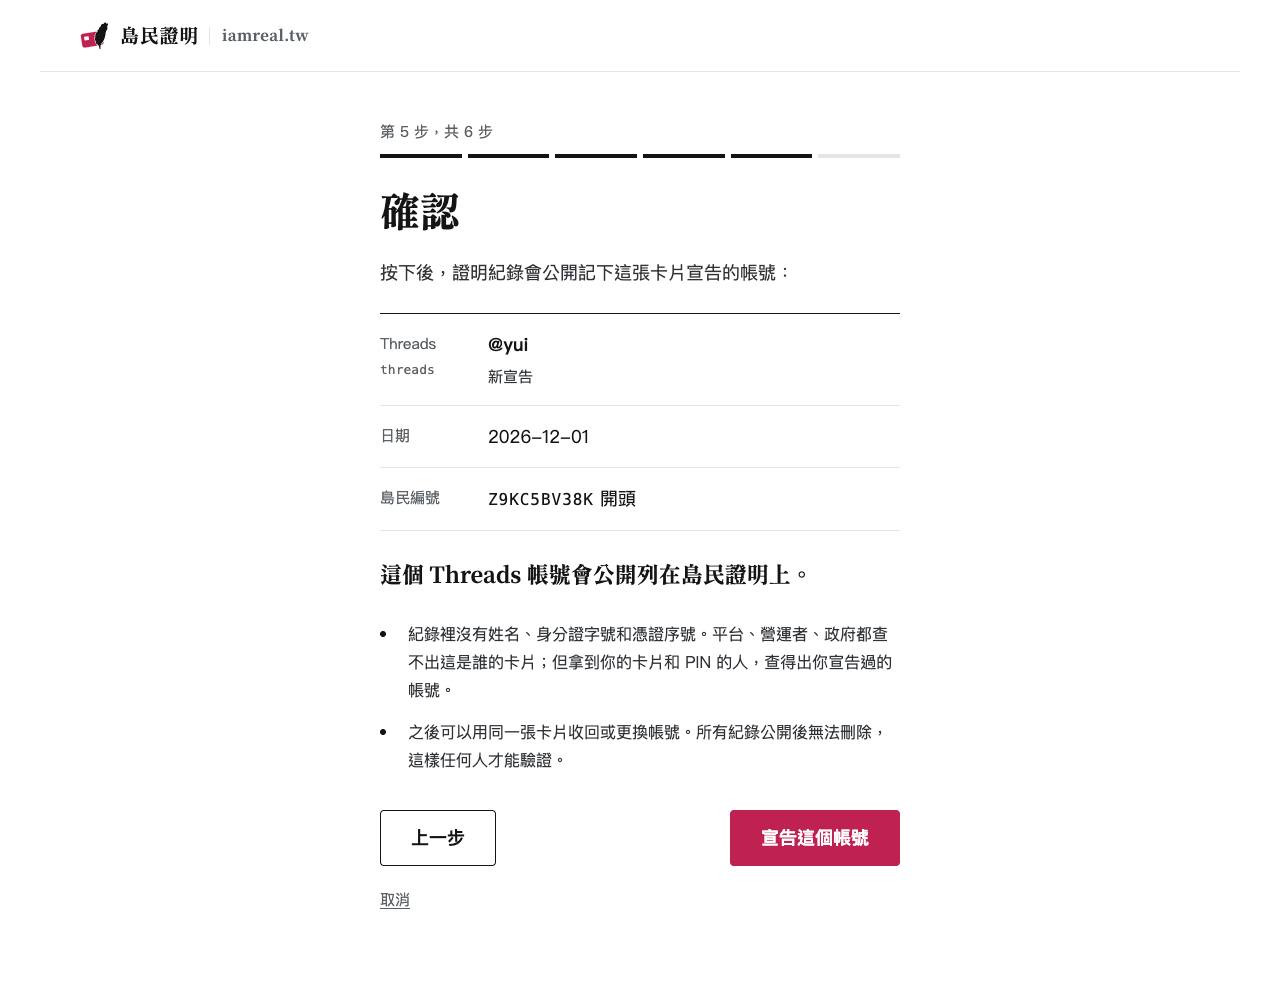 島民證明 iamreal.tw
第 5 步，共 6 步
確認
按下後，證明紀錄會公開記下這張卡片宣告的帳號：
Threads @yui
threads 新宣告
日期 2026–12–01
島民編號 Z9KC5BV38K 開頭
這個 Threads 帳號會公開列在島民證明上。
• 紀錄裡沒有姓名、身分證字號和憑證序號。平台、營運者、政府都查
不出這是誰的卡片；但拿到你的卡片和 PIN 的人，查得出你宣告過的
帳號。
• 之後可以用同一張卡片收回或更換帳號。所有紀錄公開後無法刪除，
這樣任何人才能驗證。
上一步 宣告這個帳號
取消